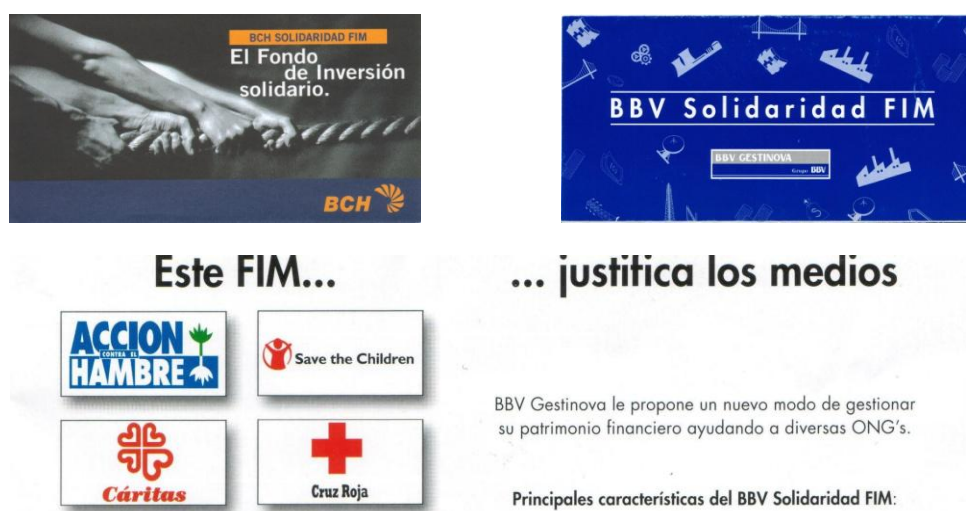 BCH SOLIDARIDAD FIM
El Fondo
de Inversión
solidario.
BCH
BBV Solidaridad FIM
BBV GESTINOVA
Grupo BBV
Este FIM...
... justifica los medios
ACCION
CONTRA EL
HAMBRE
Save the Children
Cáritas
Cruz Roja
BBV Gestinova le propone un nuevo modo de gestionar
su patrimonio financiero ayudando a diversas ONG's.
Principales características del BBV Solidaridad FIM: